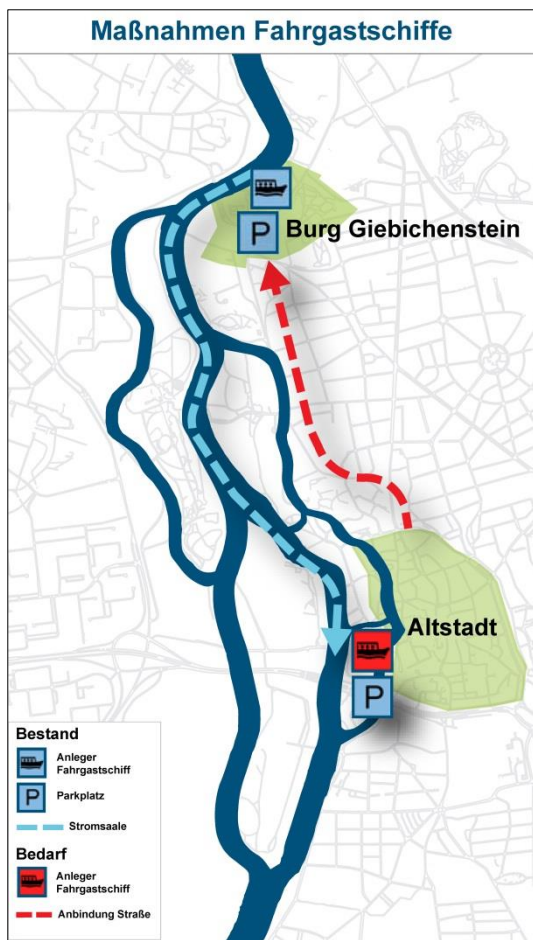 Maßnahmen Fahrgastschiffe
P
Burg Giebichenstein
Altstadt
P
Bestand
Anleger
Fahrgastschiff
P
Parkplatz
Stromsaale
Bedarf
Anleger
Fahrgastschiff
Anbindung Straße